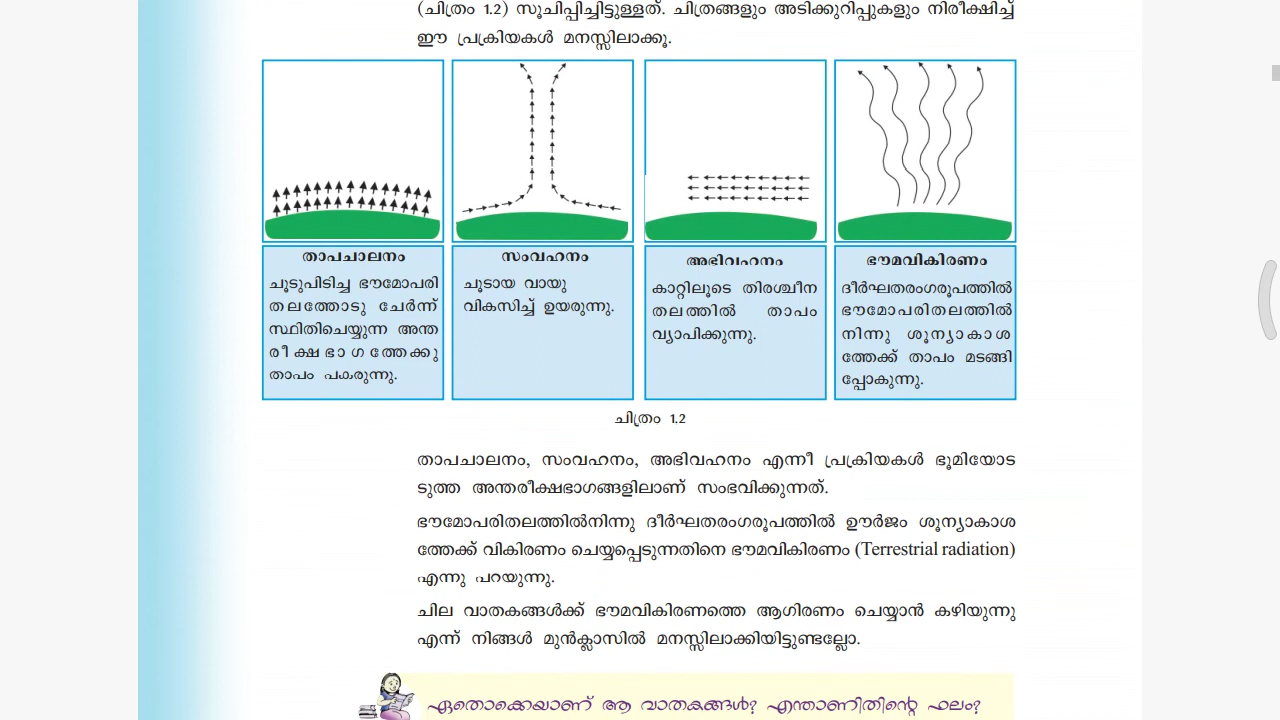 (ചിത്രം 1.2) സൂചിപ്പിച്ചിട്ടുള്ളത്. ചിത്രങ്ങളും അടിക്കുറിപ്പുകളും നിരീക്ഷിച്ച്
ഈ പ്രക്രിയകൾ മനസ്സിലാക്കൂ.
താപചാലനം
ചൂടുപിടിച്ച ഭൗമോപരി
തലത്തോടു ചേർന്ന്
സ്ഥിതിചെയ്യുന്ന അന്ത
രീക്ഷഭാഗത്തേക്കു
താപം പകരുന്നു.
സംവഹനം
ചൂടായ വായു
വികസിച്ച് ഉയരുന്നു.
അഭിവഹനം
കാറ്റിലൂടെ തിരശ്ചീന
തലത്തിൽ താപം
വ്യാപിക്കുന്നു.
ഭൗമവികിരണം
ദീർഘതരംഗരൂപത്തിൽ
ഭൗമോപരിതലത്തിൽ
നിന്നു ശൂന്യാകാശ
ത്തേക്ക് താപം മടങ്ങി
പ്പോകുന്നു.
ചിത്രം 1.2
താപചാലനം, സംവഹനം, അഭിവഹനം എന്നീ പ്രക്രിയകൾ ഭൂമിയോട
ടുത്ത അന്തരീക്ഷഭാഗങ്ങളിലാണ് സംഭവിക്കുന്നത്.
ഭൗമോപരിതലത്തിൽനിന്നു ദീർഘതരംഗരൂപത്തിൽ ഊർജം ശൂന്യാകാശ
ത്തേക്ക് വികിരണം ചെയ്യപ്പെടുന്നതിനെ ഭൗമവികിരണം (Terrestrial radiation)
എന്നു പറയുന്നു.
ചില വാതകങ്ങൾക്ക് ഭൗമവികിരണത്തെ ആഗിരണം ചെയ്യാൻ കഴിയുന്നു
എന്ന് നിങ്ങൾ മുൻക്ലാസിൽ മനസ്സിലാക്കിയിട്ടുണ്ടല്ലോ.
ഏതൊക്കെയാണ് ആ വാതകങ്ങൾ? എന്താണിതിന്റെ ഫലം?